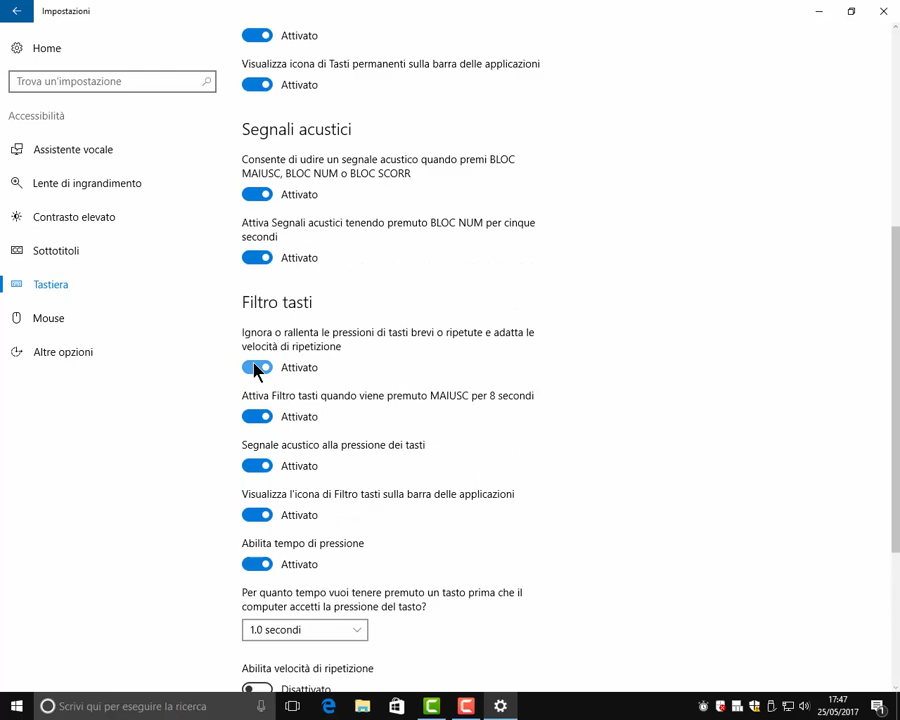 Impostazioni
Home
Trova un'impostazione
Accessibilità
Assistente vocale
Lente di ingrandimento
Contrasto elevato
Sottotitoli
Tastiera
Mouse
Altre opzioni
Attivato
Visualizza icona di Tasti permanenti sulla barra delle applicazioni
Attivato
Segnali acustici
Consente di udire un segnale acustico quando premi BLOC
MAIUSC, BLOC NUM o BLOC SCORR
Attivato
Attiva Segnali acustici tenendo premuto BLOC NUM per cinque
secondi
Attivato
Filtro tasti
Ignora o rallenta le pressioni di tasti brevi o ripetute e adatta le
velocità di ripetizione
Attivato
Attiva Filtro tasti quando viene premuto MAIUSC per 8 secondi
Attivato
Segnale acustico alla pressione dei tasti
Attivato
Visualizza l'icona di Filtro tasti sulla barra delle applicazioni
Attivato
Abilita tempo di pressione
Attivato
Per quanto tempo vuoi tenere premuto un tasto prima che il
computer accetti la pressione del tasto?
1.0 secondi
Abilita velocità di ripetizione
Disattivato
Scrivi qui per eseguire la ricerca
17:47
25/05/2017
1